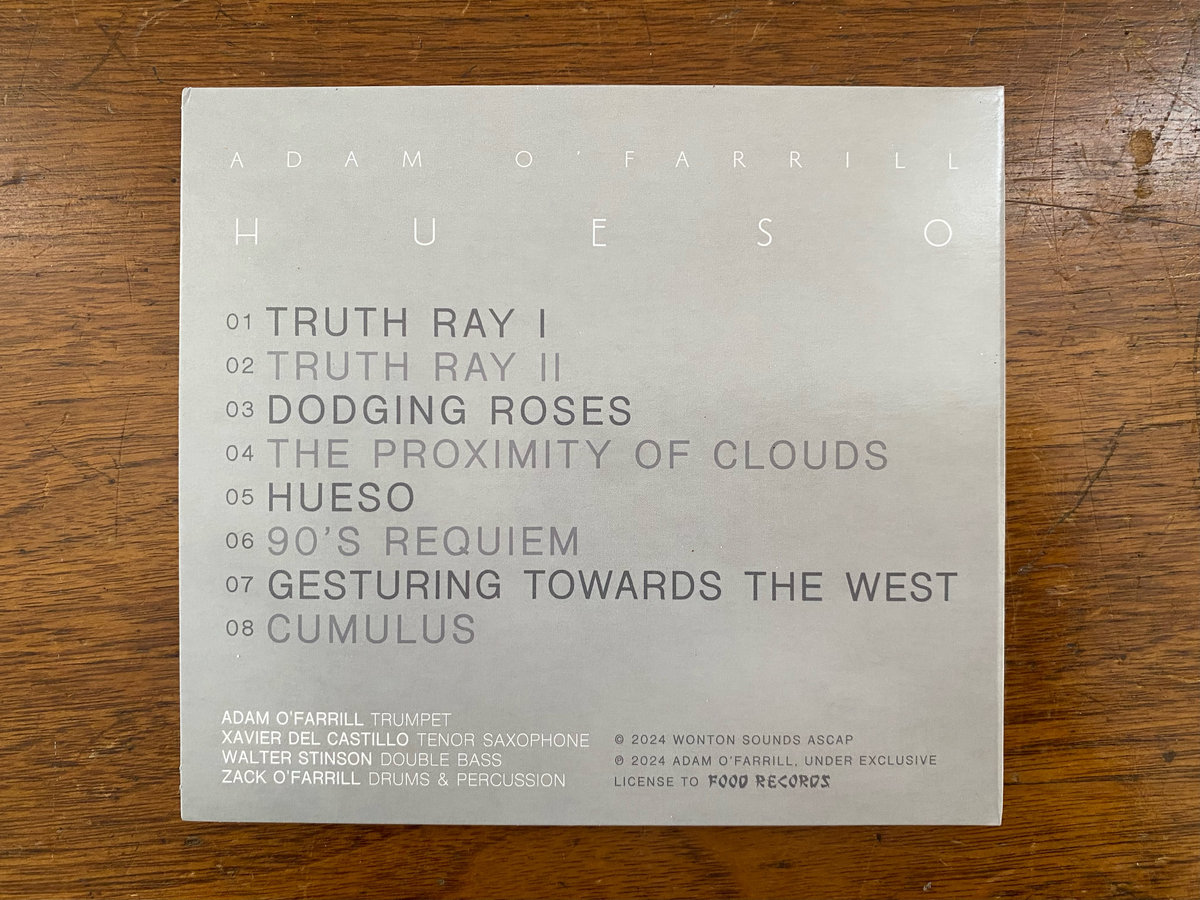 ADAM O'FARRILL
HUESO
01 TRUTH RAY I
02 TRUTH RAY II
03 DODGING ROSES
04 THE PROXIMITY OF CLOUDS
05 HUESO
06 90'S REQUIEM
07 GESTURING TOWARDS THE WEST
08 CUMULUS
ADAM O'FARRILL TRUMPET
XAVIER DEL CASTILLO TENOR SAXOPHONE
WALTER STINSON DOUBLE BASS
ZACK O'FARRILL DRUMS & PERCUSSION
© 2024 WONTON SOUNDS ASCAP
℗ 2024 ADAM O'FARRILL, UNDER EXCLUSIVE
LICENSE TO FOOD RECORDS